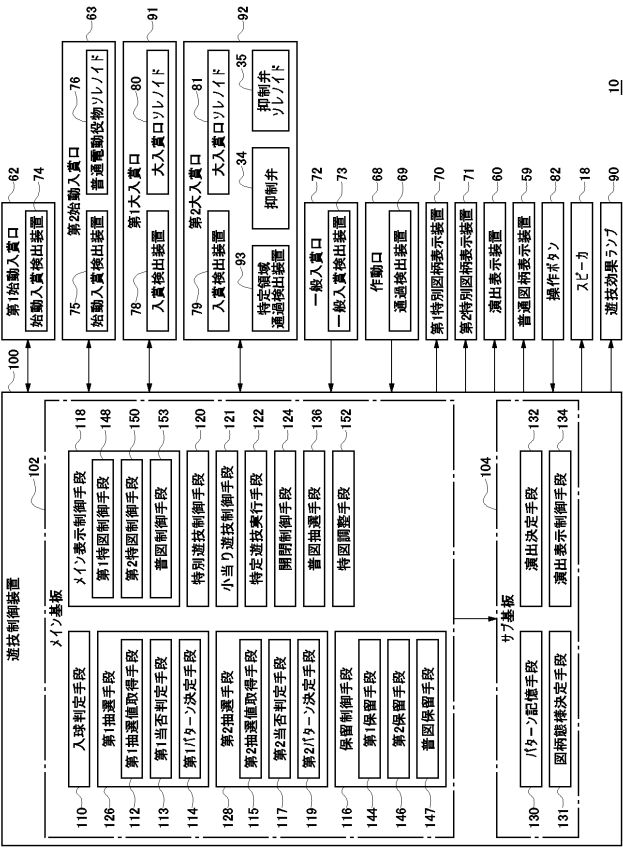 遊技制御装置
100
メイン基板
102
入球判定手段
110
第1抽選手段
126
第1抽選値取得手段
112
第1当否判定手段
113
第1パターン決定手段
114
第2抽選手段
128
第2抽選値取得手段
115
第2当否判定手段
117
第2パターン決定手段
119
保留制御手段
116
第1保留手段
144
第2保留手段
146
普図保留手段
147
メイン表示制御手段
118
第1特図制御手段
148
第2特図制御手段
150
普図制御手段
153
特別遊技制御手段
120
小当り遊技制御手段
121
特定遊技実行手段
122
開閉制御手段
124
普図抽選手段
136
特図調整手段
152
サブ基板
104
パターン記憶手段
130
図柄態様決定手段
131
演出決定手段
132
演出表示制御手段
134
第1始動入賞口
62
始動入賞検出装置
74
第2始動入賞口
63
始動入賞検出装置
75
普通電動役物ソレノイド
76
第1大入賞口
91
入賞検出装置
78
大入賞口ソレノイド
80
第2大入賞口
92
入賞検出装置
79
大入賞口ソレノイド
81
特定領域
通過検出装置
93
抑制弁
34
抑制弁
ソレノイド
35
一般入賞口
72
一般入賞検出装置
73
作動口
68
通過検出装置
69
第1特別図柄表示装置
70
第2特別図柄表示装置
71
演出表示装置
60
普通図柄表示装置
59
操作ボタン
82
スピーカ
18
遊技効果ランプ
90
10